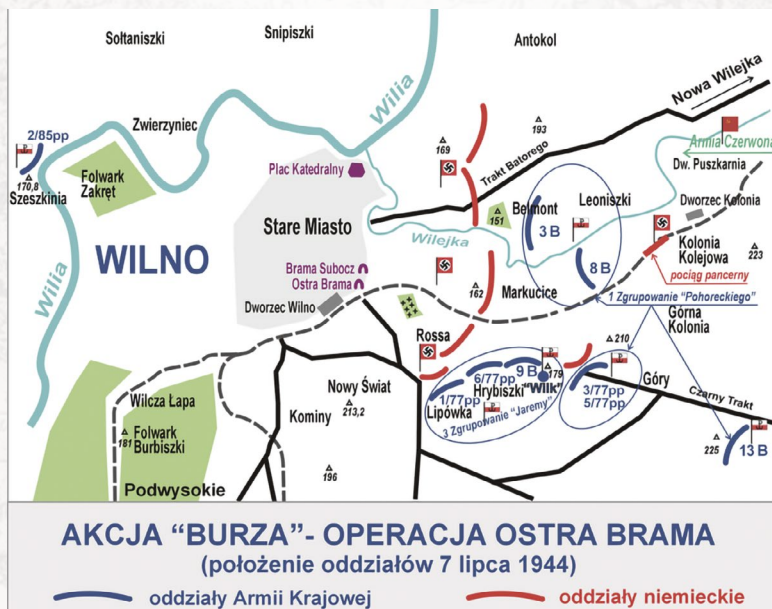 Sołtaniszki
Snipiszki
Antokol
Nowa Wilejka
Wilia
2/85pp
Zwierzyniec
169
193
Trakt Batorego
Armia Czerwona
Plac Katedralny
Dw. Puszkarnia
Szeszkinia
170,8
Folwark
Zakręt
Belmont
Leoniszki
151
Dworzec Kolonia
Stare Miasto
3 B
WILNO
Wilejka
Kolonia
Kolejowa
223
Brama Subocz
Ostra Brama
8 B
pociąg pancerny
Wilia
162
Markucice
Dworzec Wilno
1 Zgrupowanie "Pohoreckiego"
Górna
Kolonia
Rossa
210
9 B
179
6/77pp
Hrybiszki
"Wilk"
Góry
Nowy Świat
213,2
1/77pp
3/77pp
5/77pp
Czarny Trakt
Wilcza Łapa
Kominy
Lipówka
3 Zgrupowanie "Jaremy"
181
Folwark
Burbiszki
225
13 B
196
Podwysokie
AKCJA "BURZA"- OPERACJA OSTRA BRAMA
(położenie oddziałów 7 lipca 1944)
oddziały Armii Krajowej
oddziały niemieckie